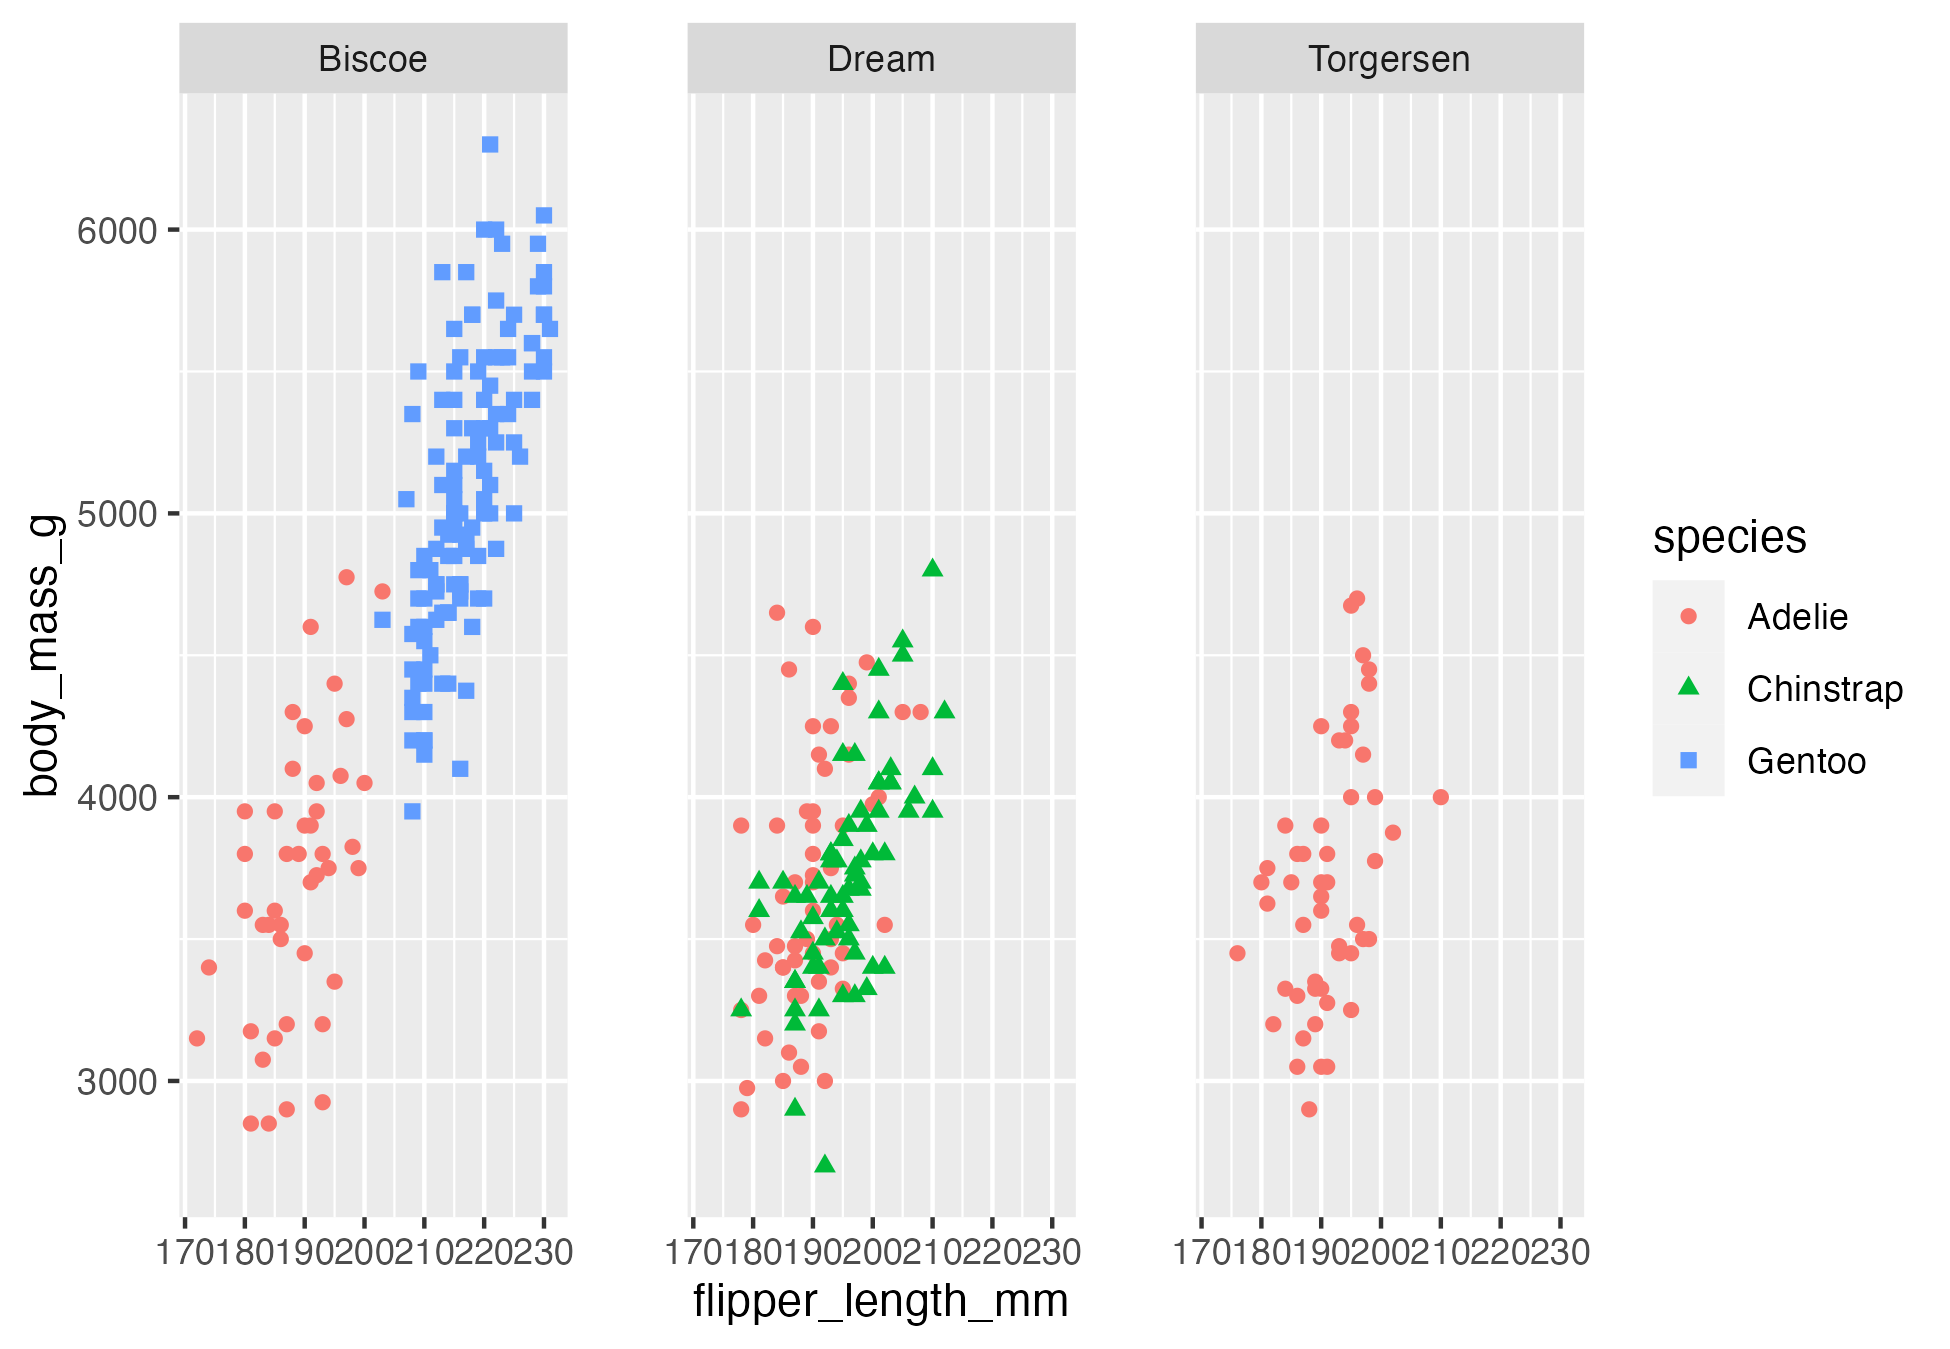 Biscoe Dream Torgersen
6000
5000
4000
3000
body_mass_g
170180190200210220230 170180190200210220230 170180190200210220230
flipper_length_mm
species
Adelie
Chinstrap
Gentoo